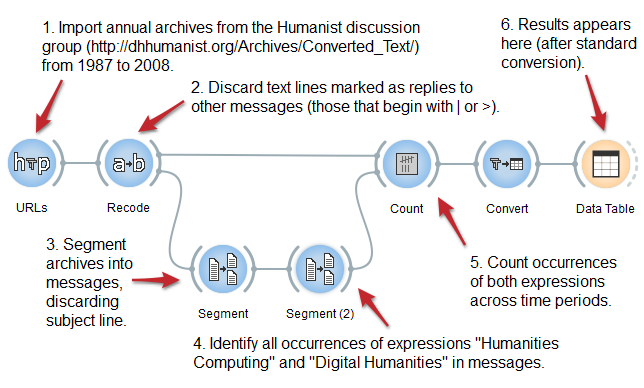 1. Import annual archives from the Humanist discussion
group (http://dhhumanist.org/Archives/Converted_Text/)
from 1987 to 2008.
6. Results appears
here (after standard
conversion).
2. Discard text lines marked as replies to
other messages (those that begin with | or >).
http
a→b
URLs
Recode
Count
Convert
Data Table
3. Segment
archives into
messages,
discarding
subject line.
Segment
Segment (2)
5. Count occurrences
of both expressions
across time periods.
4. Identify all occurrences of expressions "Humanities
Computing" and "Digital Humanities" in messages.